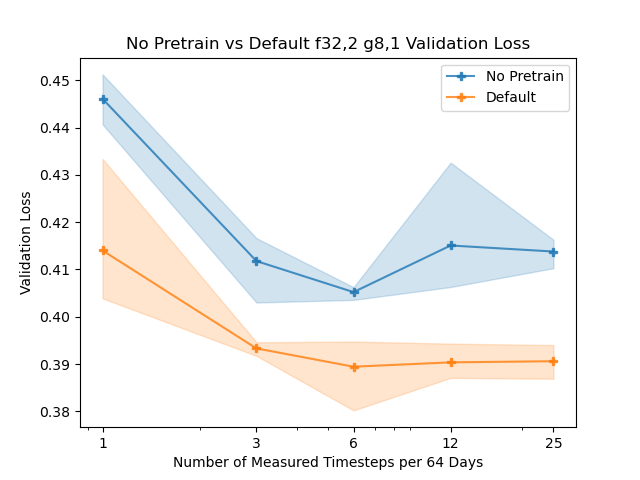 No Pretrain vs Default f32,2 g8,1 Validation Loss
No Pretrain
Default
Validation Loss
0.45
0.44
0.43
0.42
0.41
0.40
0.39
0.38
1
3
6
12
25
Number of Measured Timesteps per 64 Days